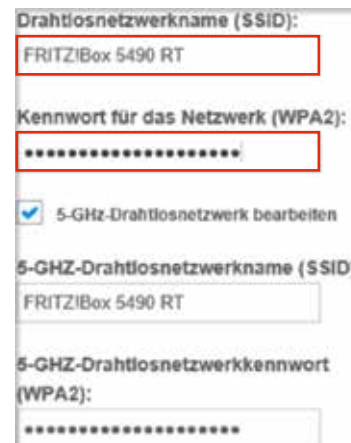 Drahtlosnetzwerkname (SSID):
FRITZ!Box 5490 RT
Kennwort für das Netzwerk (WPA2):
••••••••••••••••••••
5-GHz-Drahtlosnetzwerk bearbeiten
5-GHZ-Drahtlosnetzwerkname (SSID
FRITZ!Box 5490 RT
5-GHZ-Drahtlosnetzwerkkennwort
(WPA2):
••••••••••••••••••••